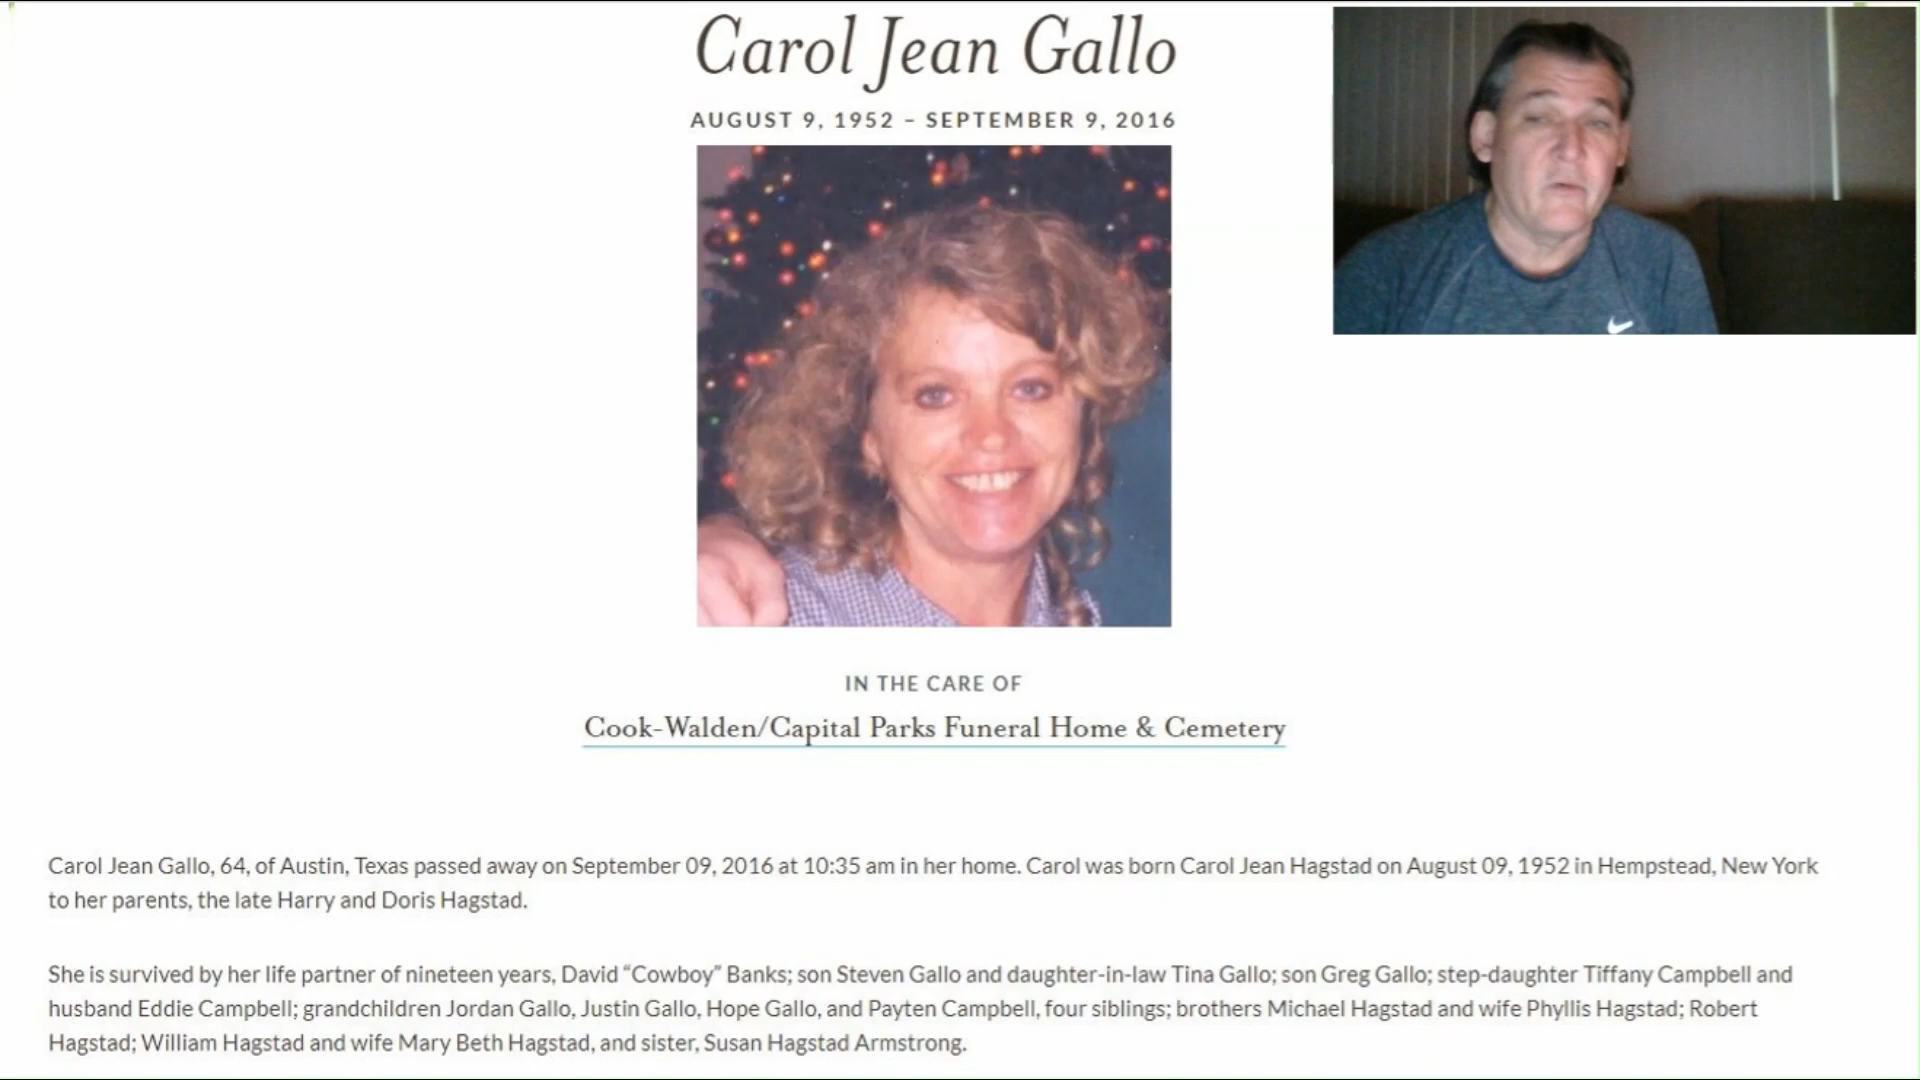 Carol Jean Gallo
AUGUST 9, 1952 – SEPTEMBER 9, 2016
IN THE CARE OF
Cook-Walden/Capital Parks Funeral Home & Cemetery
Carol Jean Gallo, 64, of Austin, Texas passed away on September 09, 2016 at 10:35 am in her home. Carol was born Carol Jean Hagstad on August 09, 1952 in Hempstead, New York
to her parents, the late Harry and Doris Hagstad.
She is survived by her life partner of nineteen years, David “Cowboy” Banks; son Steven Gallo and daughter-in-law Tina Gallo; son Greg Gallo; step-daughter Tiffany Campbell and
husband Eddie Campbell; grandchildren Jordan Gallo, Justin Gallo, Hope Gallo, and Payten Campbell, four siblings; brothers Michael Hagstad and wife Phyllis Hagstad; Robert
Hagstad; William Hagstad and wife Mary Beth Hagstad, and sister, Susan Hagstad Armstrong.